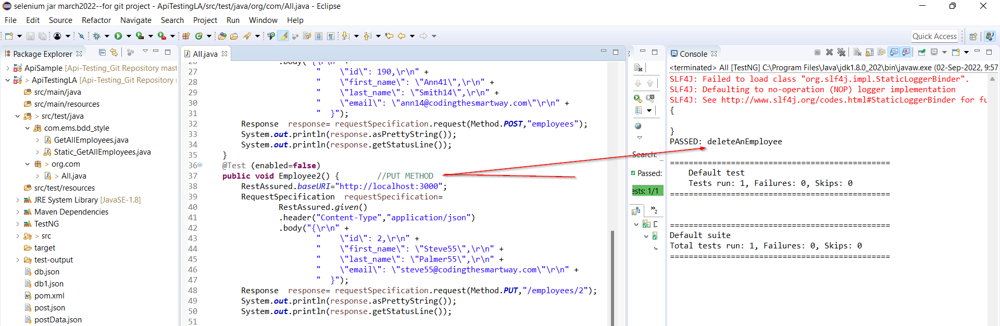 selenium jar march2022--for git project - ApiTestingLA/src/test/java/org/com/All.java - Eclipse
File Edit Source Refactor Navigate Search Project Run Window Help
Quick Access
Package Explorer
ApiSample [Api-Testing_Git Repository mast
> ApiTestingLA [Api-Testing_Git Repository
src/main/java
src/main/resources
> src/test/java
com.ems.bdd_style
GetAllEmployees.java
Static_GetAllEmployees.java
> org.com
> All.java
src/test/resources
JRE System Library [JavaSE-1.8]
Maven Dependencies
TestNG
> src
target
test-output
db.json
db1.json
pom.xml
post.json
postData.json
All.java
26 .body("{\r\n" +
27 "    \"id\": 190,\r\n" +
28 "    \"first_name\": \"Ann41\",\r\n" +
29 "    \"last_name\": \"Smith14\",\r\n" +
30 "    \"email\": \"ann14@codingthesmartway.com\"\r\n" +
31 "  }");
32 Response  response= requestSpecification.request(Method.POST,"employees");
33 System.out.println(response.asPrettyString());
34 System.out.println(response.getStatusLine());
35 }
36 @Test (enabled=false)
37 public void Employee2() {        //PUT METHOD
38 RestAssured.baseURI="http://localhost:3000";
39 RequestSpecification  requestSpecification=
40 RestAssured.given()
41 .header("Content-Type","application/json")
42 .body("{\r\n" +
43 "    \"id\": 2,\r\n" +
44 "    \"first_name\": \"Steve55\",\r\n" +
45 "    \"last_name\": \"Palmer55\",\r\n" +
46 "    \"email\": \"steve55@codingthesmartway.com\"\r\n" +
47 "  }");
48 Response  response= requestSpecification.request(Method.PUT,"/employees/2");
49 System.out.println(response.asPrettyString());
50 System.out.println(response.getStatusLine());
51
Search:
Passed:
ests: 1/1
»2
D
Console
<terminated> All [TestNG] C:\Program Files\Java\jdk1.8.0_202\bin\javaw.exe (02-Sep-2022, 9:57
SLF4J: Failed to load class "org.slf4j.impl.StaticLoggerBinder".
SLF4J: Defaulting to no-operation (NOP) logger implementation
SLF4J: See http://www.slf4j.org/codes.html#StaticLoggerBinder for fu
{
}
PASSED: deleteAnEmployee
===============================================
Default test
Tests run: 1, Failures: 0, Skips: 0
===============================================
===============================================
Default suite
Total tests run: 1, Failures: 0, Skips: 0
===============================================